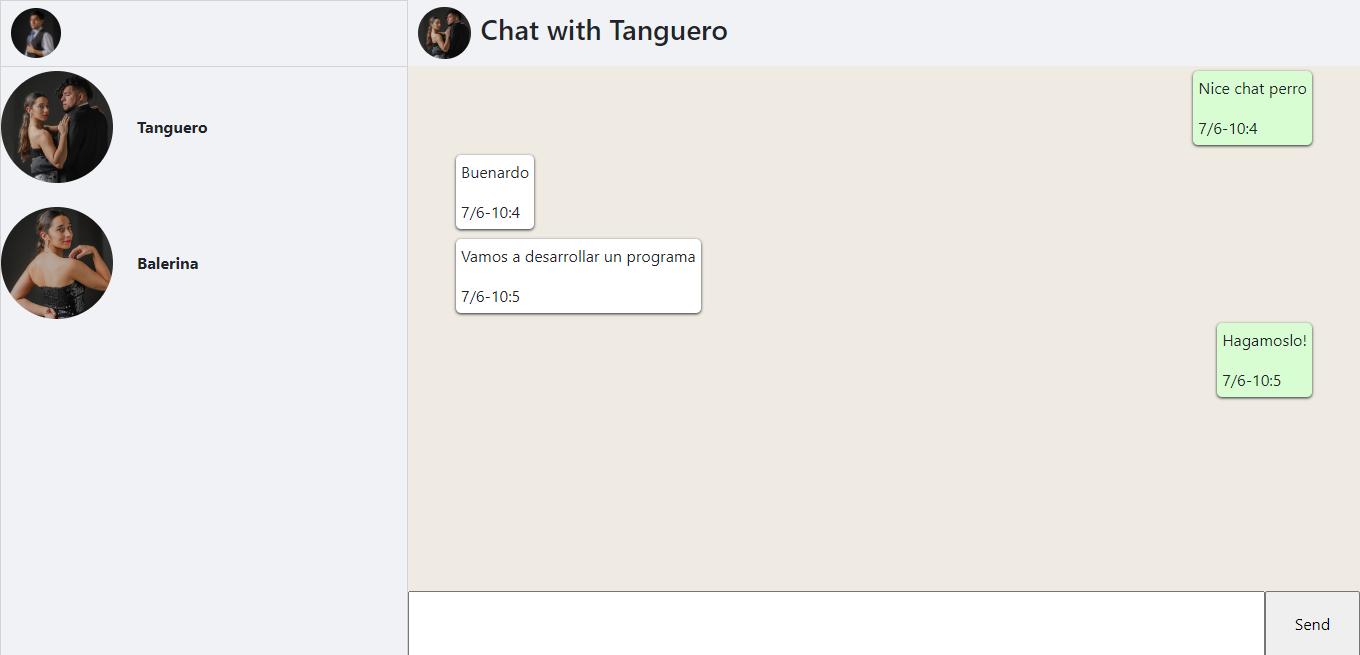 Chat with Tanguero
Tanguero
Balerina
Nice chat perro
7/6-10:4
Buenardo
7/6-10:4
Vamos a desarrollar un programa
7/6-10:5
Hagamoslo!
7/6-10:5
Send